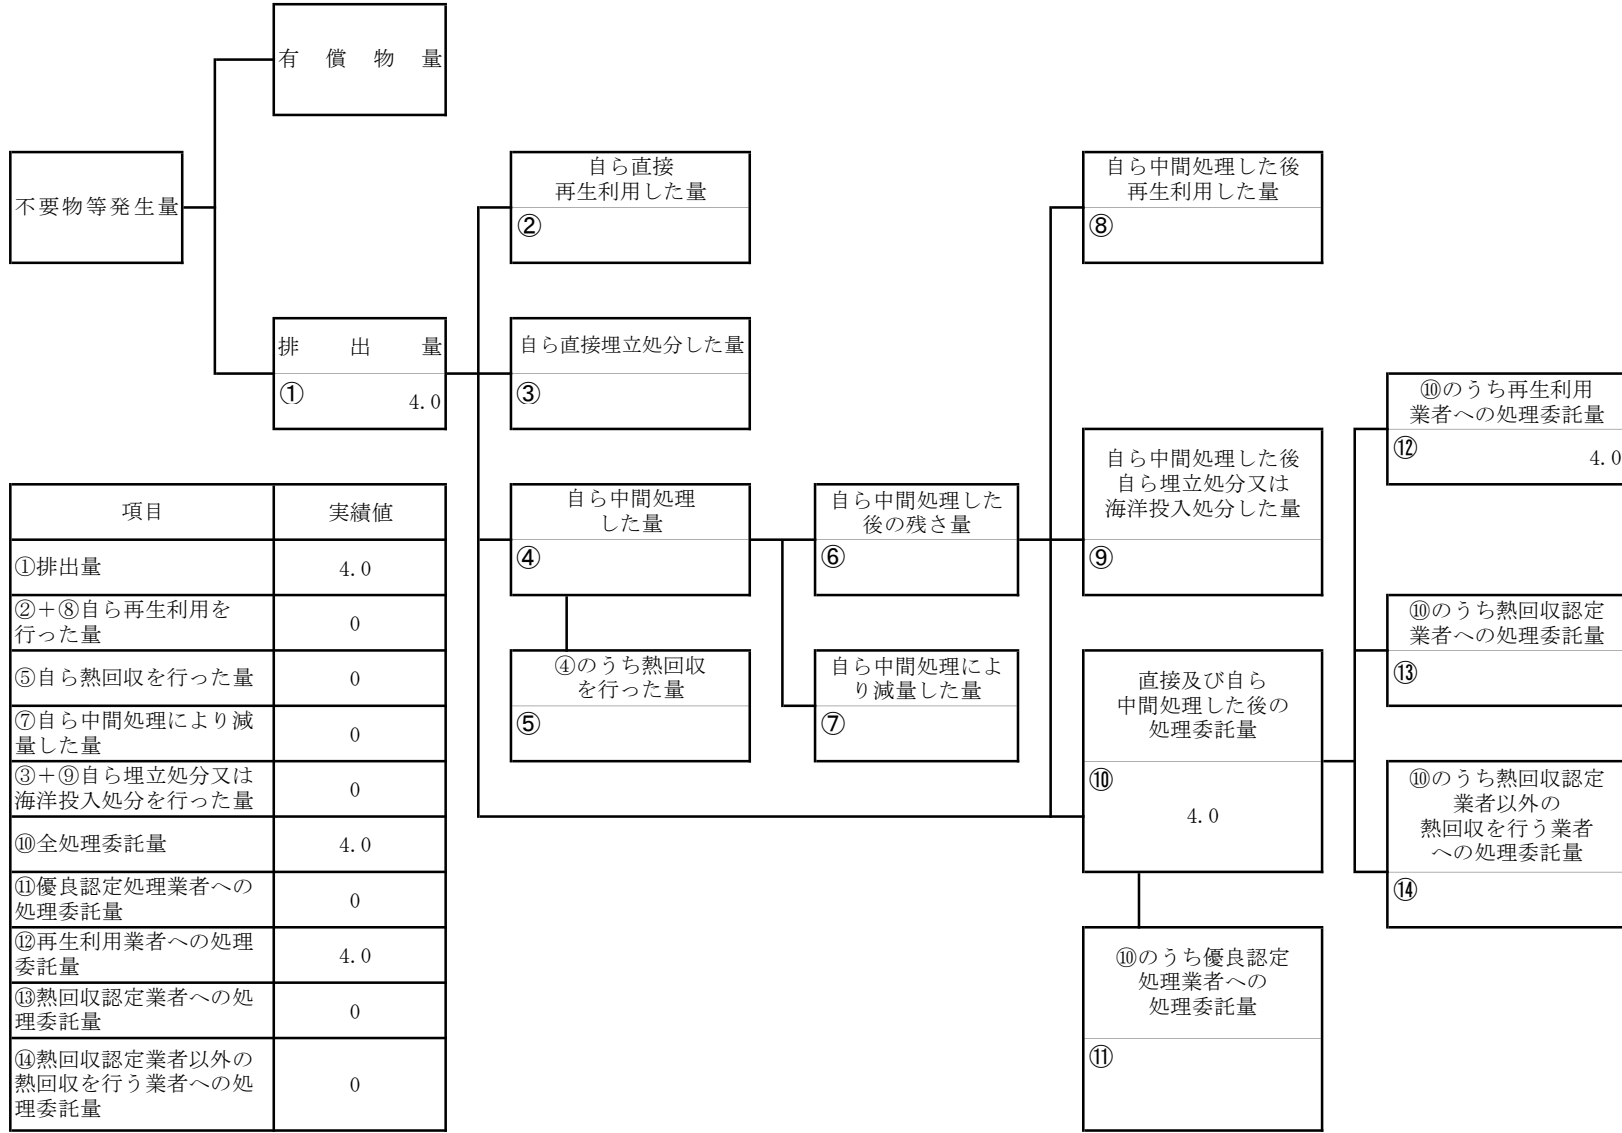 有償物量
不要物等発生量
自ら直接
再生利用した量
②
自ら中間処理した後
再生利用した量
⑧
排出量
①
4.0
自ら直接埋立処分した量
③
⑩のうち再生利用
業者への処理委託量
⑫
4.0
自ら中間処理
した量
④
自ら中間処理した
後の残さ量
⑥
自ら中間処理した後
自ら埋立処分又は
海洋投入処分した量
⑨
⑩のうち熱回収認定
業者への処理委託量
⑬
④のうち熱回収
を行った量
⑤
自ら中間処理によ
り減量した量
⑦
直接及び自ら
中間処理した後の
処理委託量
⑩
4.0
⑩のうち熱回収認定
業者以外の
熱回収を行う業者
への処理委託量
⑭
⑩のうち優良認定
処理業者への
処理委託量
⑪
項目 実績値
①排出量 4.0
②＋⑧自ら再生利用を
行った量 0
⑤自ら熱回収を行った量 0
⑦自ら中間処理により減
量した量 0
③＋⑨自ら埋立処分又は
海洋投入処分を行った量 0
⑩全処理委託量 4.0
⑪優良認定処理業者への
処理委託量 0
⑫再生利用業者への処理
委託量 4.0
⑬熱回収認定業者への処
理委託量 0
⑭熱回収認定業者以外の
熱回収を行う業者への処
理委託量 0